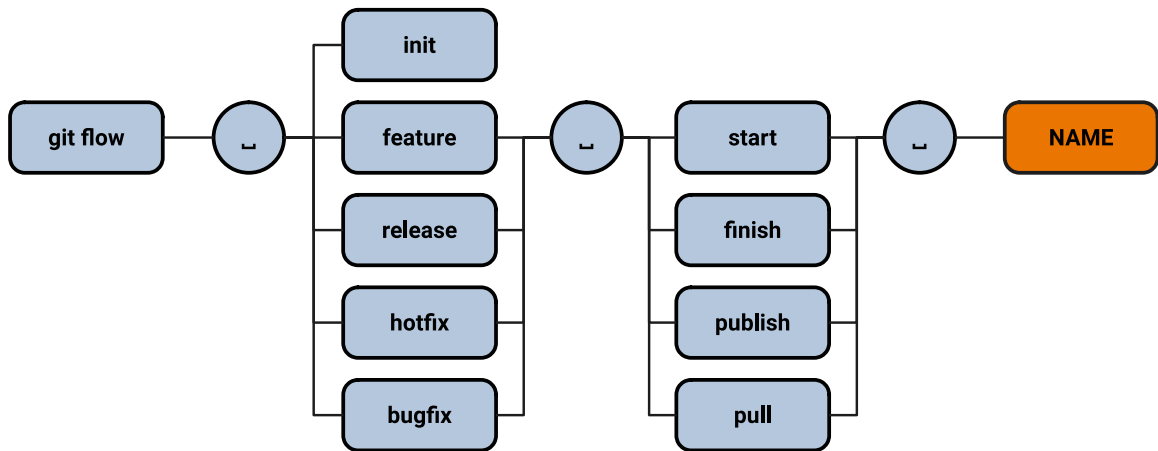 init
git flow
␣
feature
␣
start
␣
NAME
release
finish
hotfix
publish
bugfix
pull